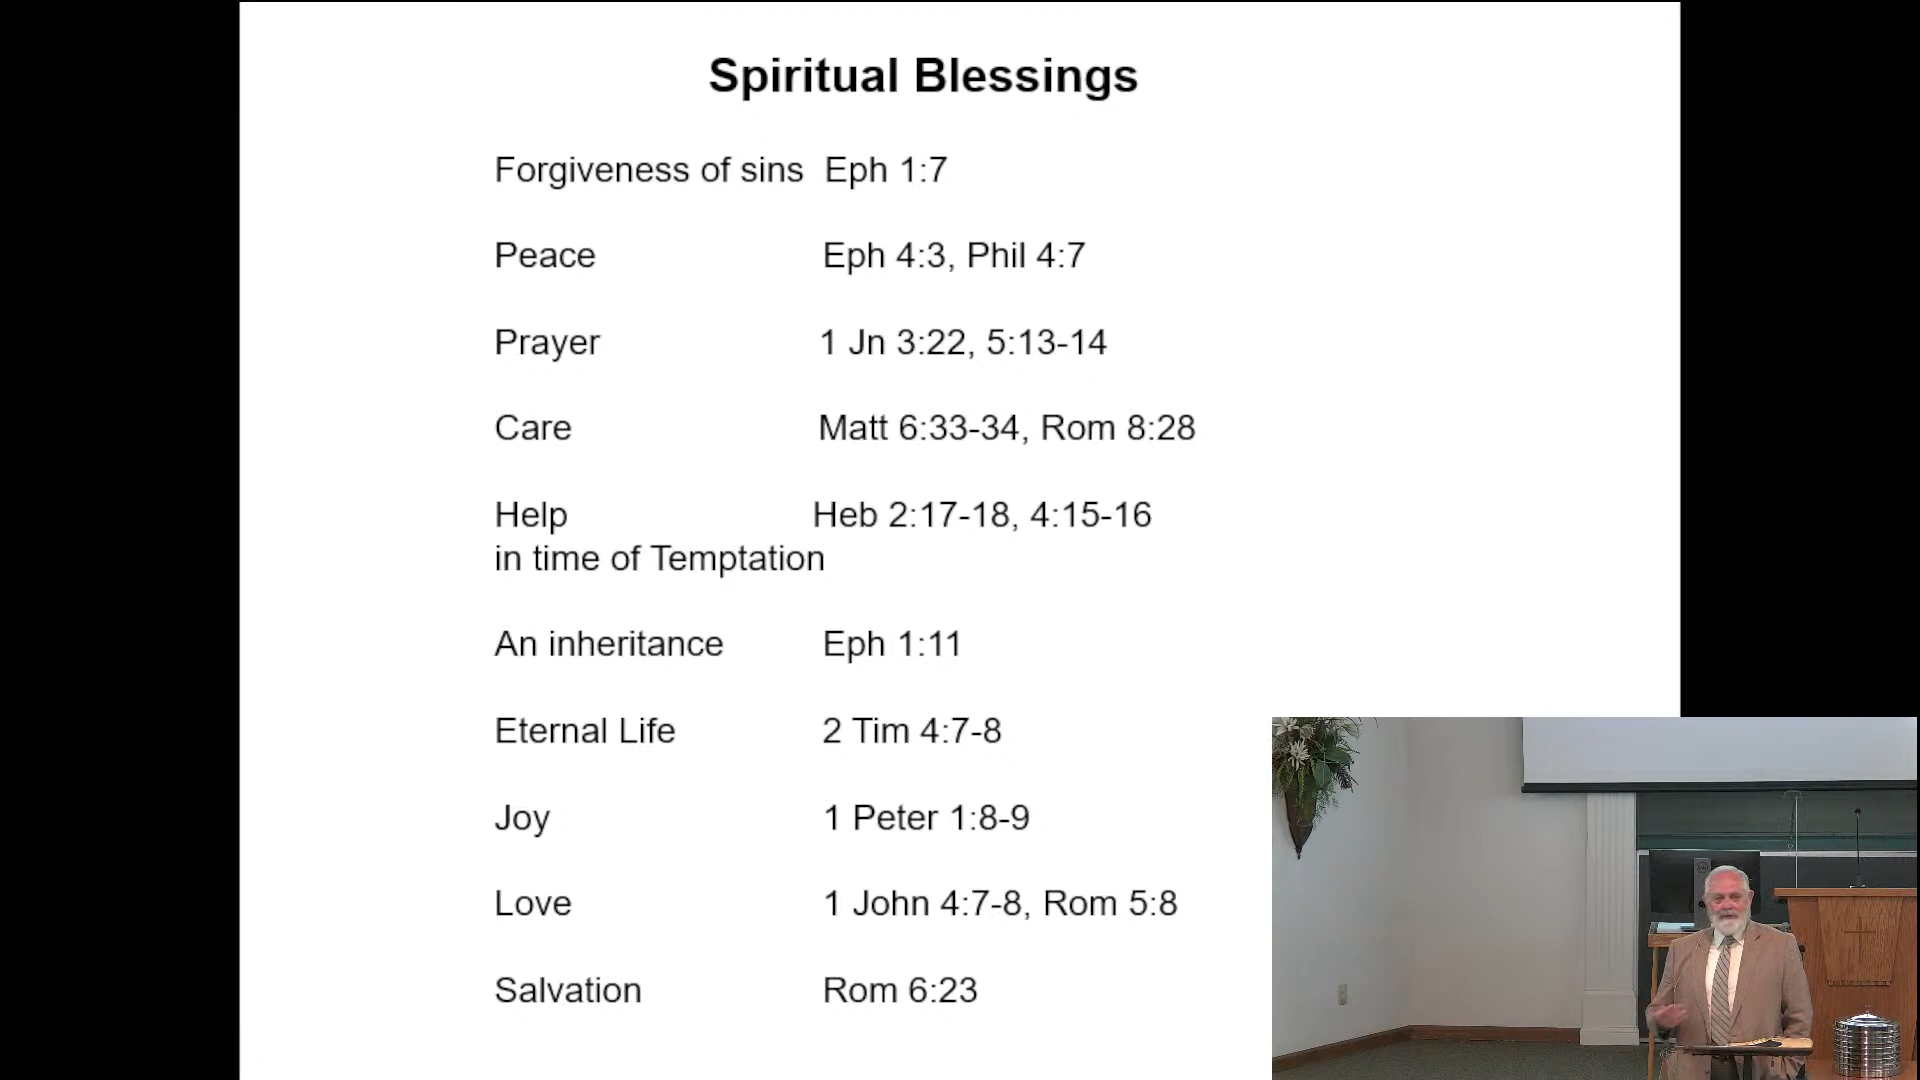 Spiritual Blessings
Forgiveness of sins Eph 1:7
Peace Eph 4:3, Phil 4:7
Prayer 1 Jn 3:22, 5:13-14
Care Matt 6:33-34, Rom 8:28
Help Heb 2:17-18, 4:15-16
in time of Temptation
An inheritance Eph 1:11
Eternal Life 2 Tim 4:7-8
Joy 1 Peter 1:8-9
Love 1 John 4:7-8, Rom 5:8
Salvation Rom 6:23